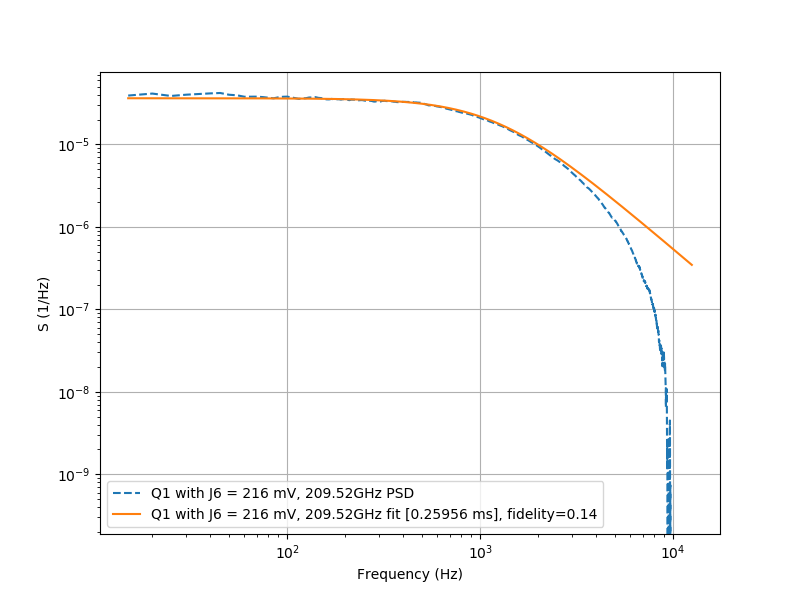 S (1/Hz)
10⁻⁵
10⁻⁶
10⁻⁷
10⁻⁸
10⁻⁹
Q1 with J6 = 216 mV, 209.52GHz PSD
Q1 with J6 = 216 mV, 209.52GHz fit [0.25956 ms], fidelity=0.14
10² 10³ 10⁴
Frequency (Hz)